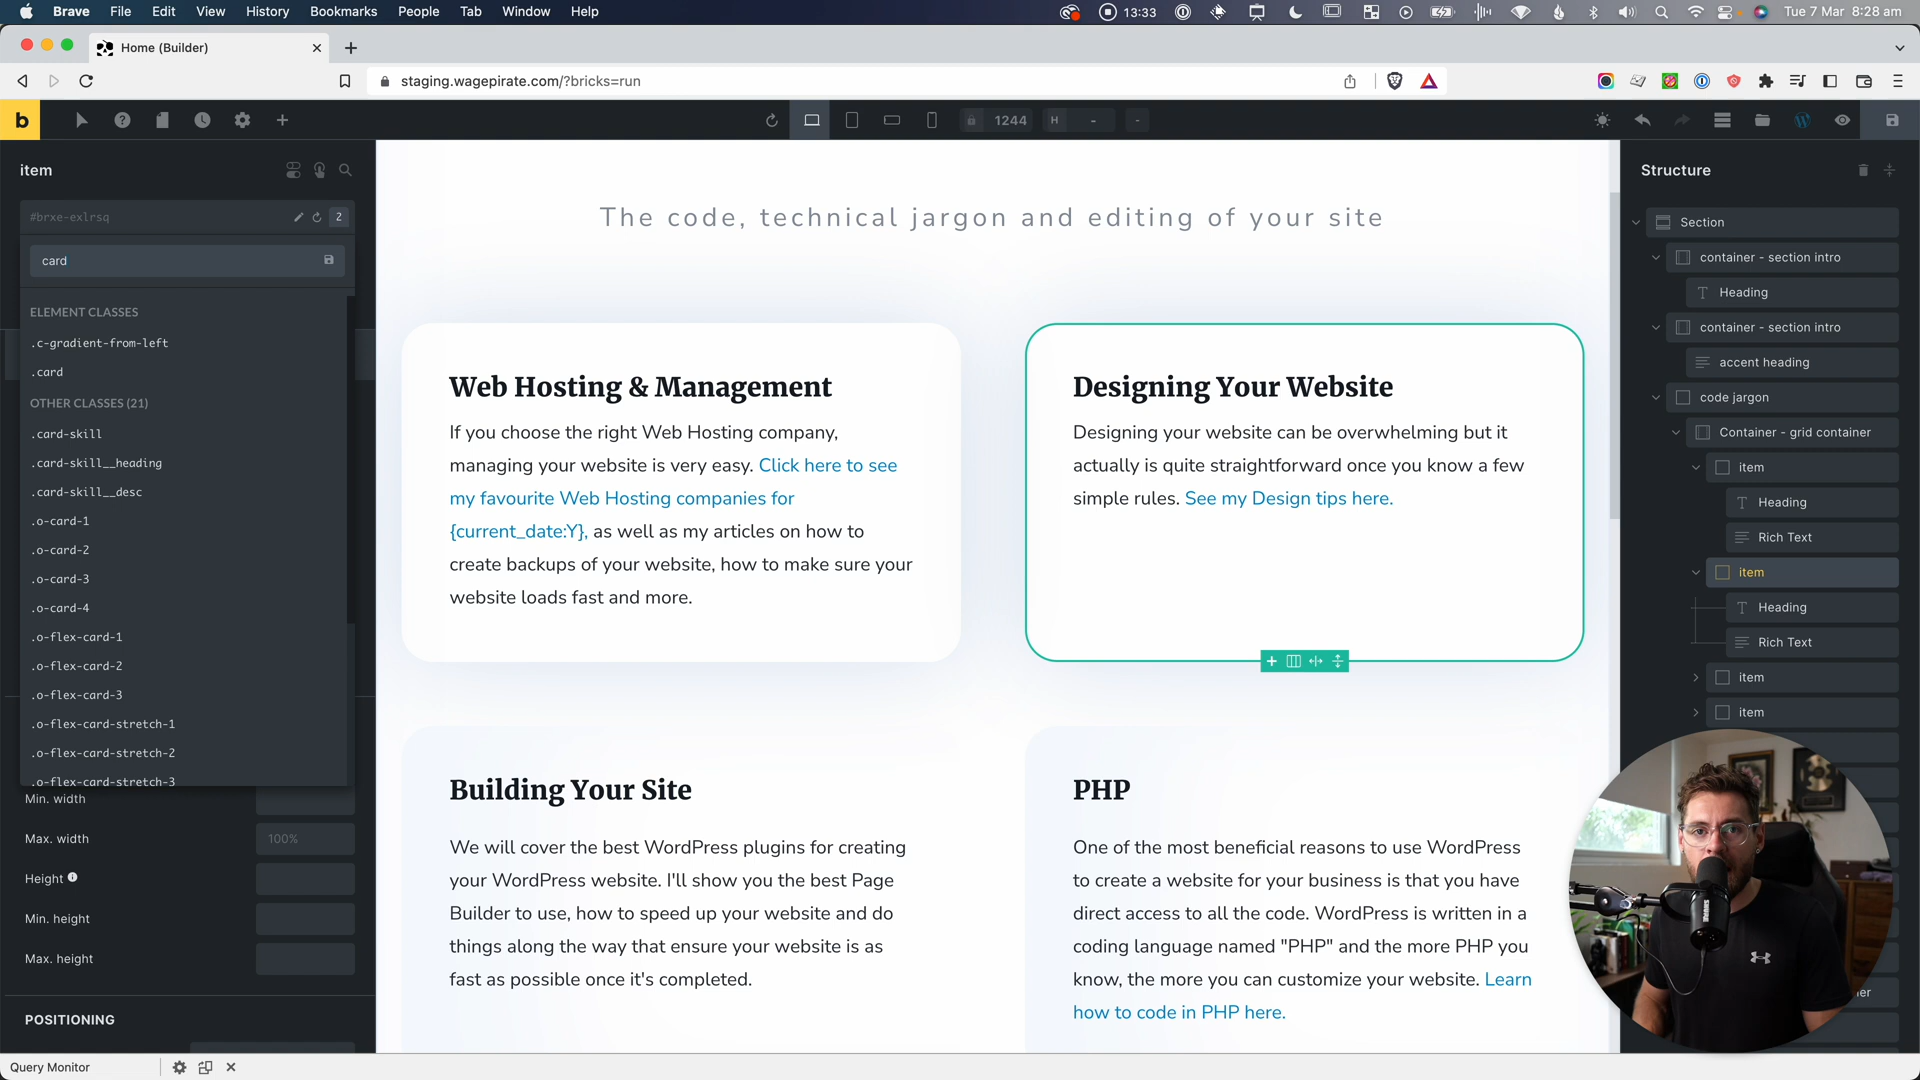 Brave File Edit View History Bookmarks People Tab Window Help 13:33 Tue 7 Mar 8:28 am
Home (Builder)
staging.wagepirate.com/?bricks=run
b 1244 H - -
item
#brxe-exlrsq 2
card
ELEMENT CLASSES
.c-gradient-from-left
.card
OTHER CLASSES (21)
.card-skill
.card-skill__heading
.card-skill__desc
.o-card-1
.o-card-2
.o-card-3
.o-card-4
.o-flex-card-1
.o-flex-card-2
.o-flex-card-3
.o-flex-card-stretch-1
.o-flex-card-stretch-2
.o-flex-card-stretch-3
Min. width
Max. width 100%
Height
Min. height
Max. height
POSITIONING
Query Monitor
The code, technical jargon and editing of your site
Web Hosting & Management
If you choose the right Web Hosting company,
managing your website is very easy. Click here to see
my favourite Web Hosting companies for
{current_date:Y}, as well as my articles on how to
create backups of your website, how to make sure your
website loads fast and more.
Designing Your Website
Designing your website can be overwhelming but it
actually is quite straightforward once you know a few
simple rules. See my Design tips here.
Building Your Site
We will cover the best WordPress plugins for creating
your WordPress website. I'll show you the best Page
Builder to use, how to speed up your website and do
things along the way that ensure your website is as
fast as possible once it's completed.
PHP
One of the most beneficial reasons to use WordPress
to create a website for your business is that you have
direct access to all the code. WordPress is written in a
coding language named "PHP" and the more PHP you
know, the more you can customize your website. Learn
how to code in PHP here.
Structure
Section
container - section intro
Heading
container - section intro
accent heading
code jargon
Container - grid container
item
Heading
Rich Text
item
Heading
Rich Text
item
item